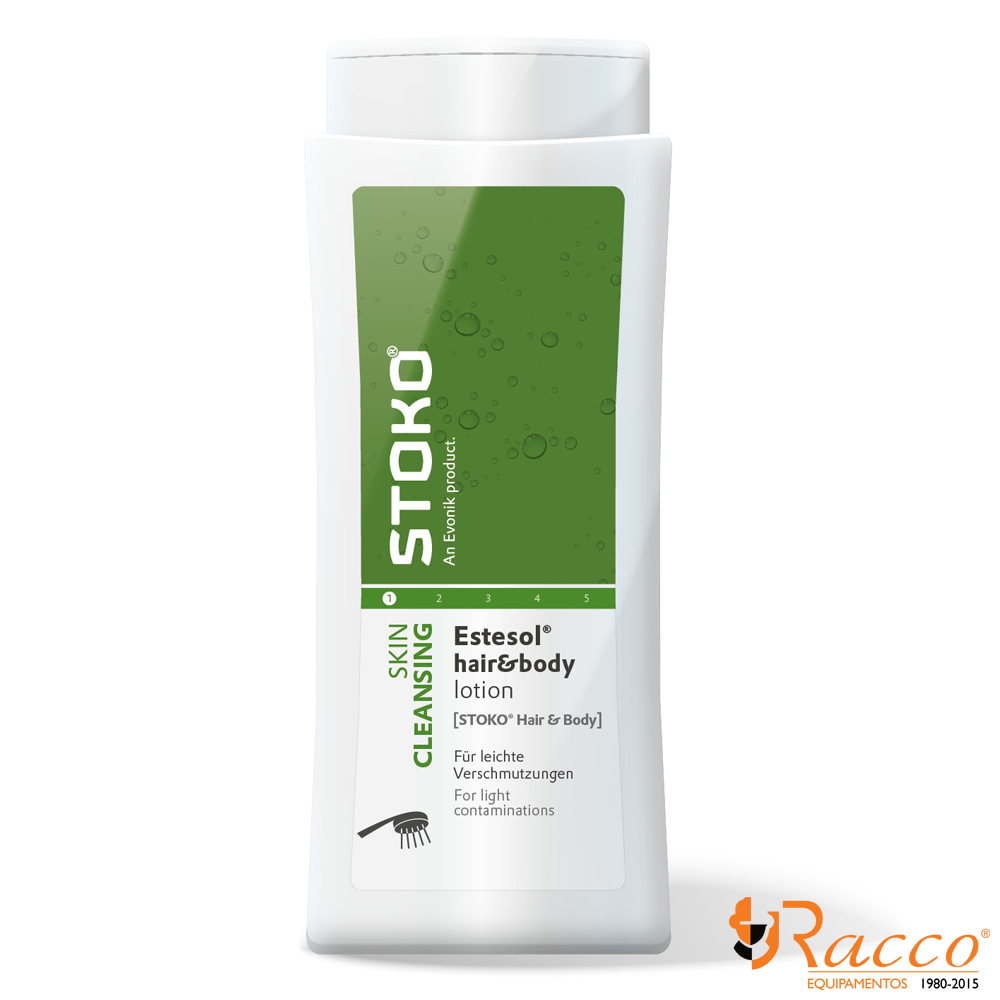 STOKO®
An Evonik product.
1 2 3 4 5
SKIN
CLEANSING
Estesol®
hair&body
lotion
[STOKO® Hair & Body]
Für leichte
Verschmutzungen
For light
contaminations
Racco®
EQUIPAMENTOS 1980-2015